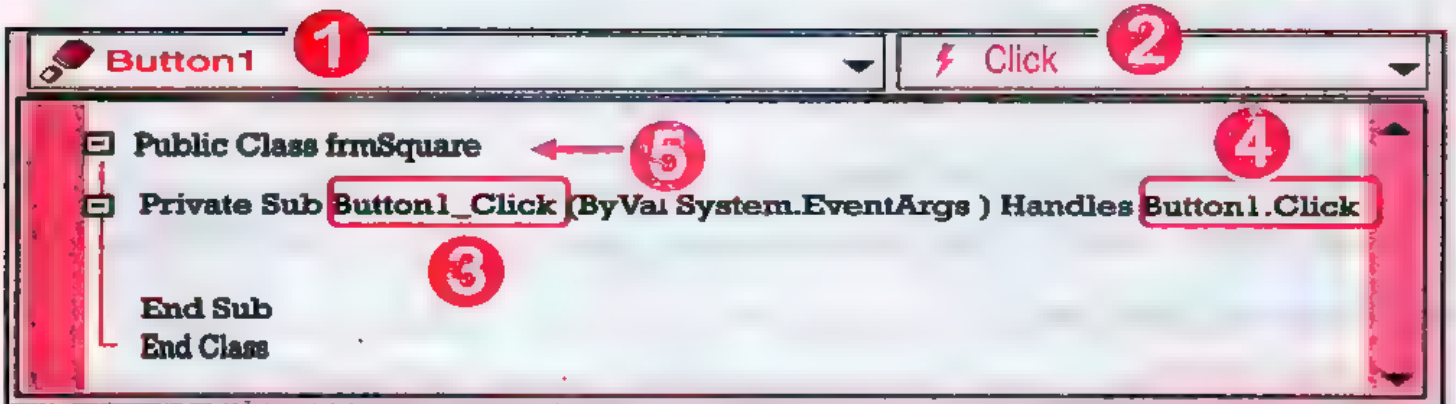 Button1 1 Click 2
Public Class frmSquare 5 4
Private Sub Button1_Click (ByVal System.EventArgs ) Handles Button1.Click
3
End Sub
End Class